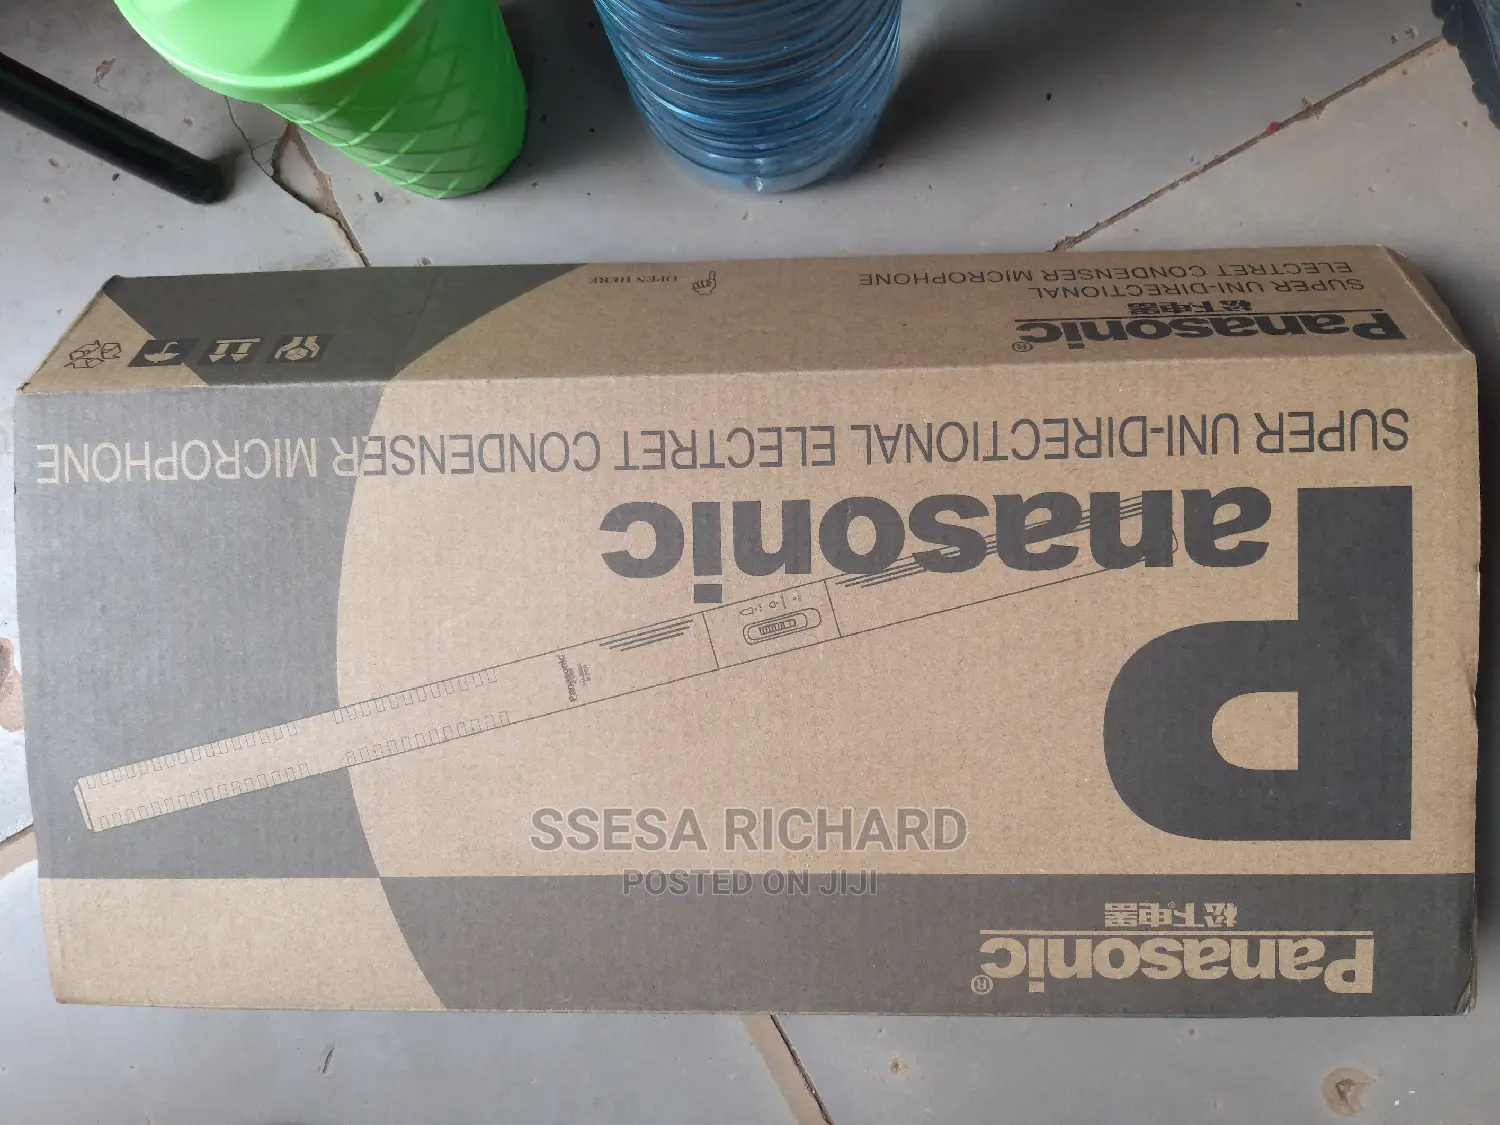 Panasonic®
松下电器
SUPER UNI-DIRECTIONAL
ELECTRET CONDENSER MICROPHONE
OPEN HERE
SUPER UNI-DIRECTIONAL ELECTRET CONDENSER MICROPHONE
Panasonic
Panasonic
SSESA RICHARD
POSTED ON JIJI
Panasonic®
松下电器